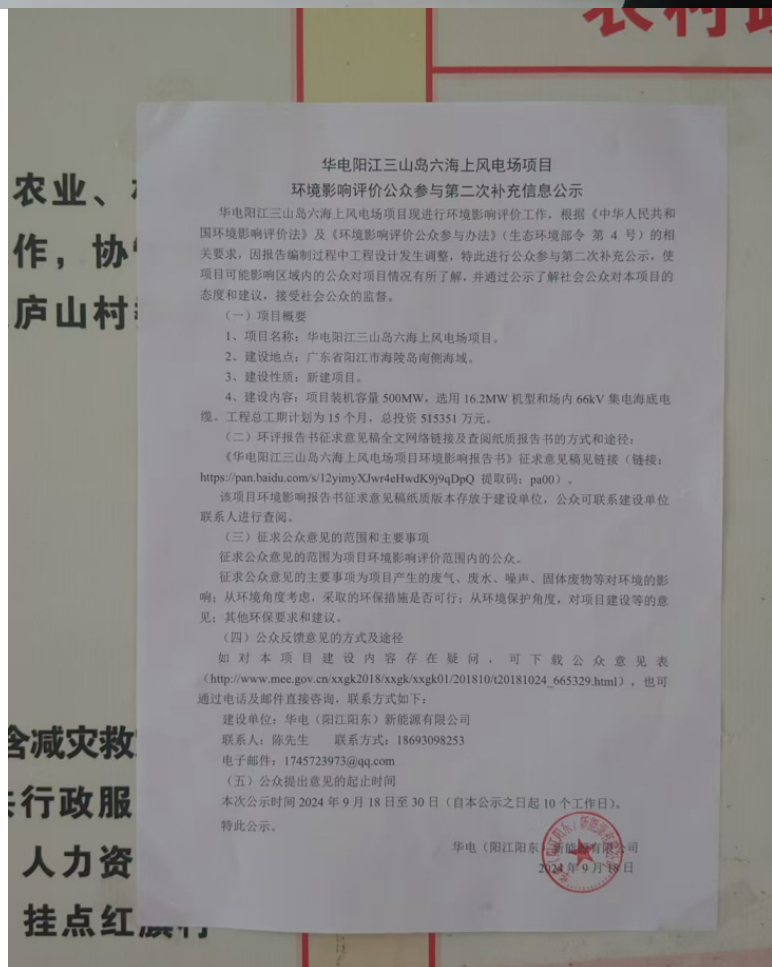 农业、
作，协
庐山村
华电阳江三山岛六海上风电场项目
环境影响评价公众参与第二次补充信息公示
华电阳江三山岛六海上风电场项目现进行环境影响评价工作，根据《中华人民共和
国环境影响评价法》及《环境影响评价公众参与办法》（生态环境部令 第 4 号）的相
关要求，因报告编制过程中工程设计发生调整，特此进行公众参与第二次补充公示，使
项目可能影响区域内的公众对项目情况有所了解，并通过公示了解社会公众对本项目的
态度和建议，接受社会公众的监督。
（一）项目概要
1、项目名称：华电阳江三山岛六海上风电场项目。
2、建设地点：广东省阳江市海陵岛南侧海域。
3、建设性质：新建项目。
4、建设内容：项目装机容量 500MW，选用 16.2MW 机型和场内 66kV 集电海底电
缆。工程总工期计划为 15 个月，总投资 515351 万元。
（二）环评报告书征求意见稿全文网络链接及查阅纸质报告书的方式和途径：
《华电阳江三山岛六海上风电场项目环境影响报告书》征求意见稿见链接（链接：
https://pan.baidu.com/s/12yimyXJwr4eHwdK9j9qDpQ 提取码：pa00）。
该项目环境影响报告书征求意见稿纸质版本存放于建设单位，公众可联系建设单位
联系人进行查阅。
（三）征求公众意见的范围和主要事项
征求公众意见的范围为项目环境影响评价范围内的公众。
征求公众意见的主要事项为项目产生的废气、废水、噪声、固体废物等对环境的影
响；从环境角度考虑，采取的环保措施是否可行；从环境保护角度，对项目建设等的意
见；其他环保要求和建议。
（四）公众反馈意见的方式及途径
如对本项目建设内容存在疑问，可下载公众意见表
（http://www.mee.gov.cn/xxgk2018/xxgk/xxgk01/201810/t20181024_665329.html），也可
通过电话及邮件直接咨询，联系方式如下：
建设单位：华电（阳江阳东）新能源有限公司
联系人：陈先生 联系方式：18693098253
电子邮件：1745723973@qq.com
（五）公众提出意见的起止时间
本次公示时间 2024 年 9 月 18 日至 30 日（自本公示之日起 10 个工作日）。
特此公示。
华电（阳江阳东）新能源有限公司
2024 年 9 月 18 日
含减灾救
行政服
人力资
挂点红旗村